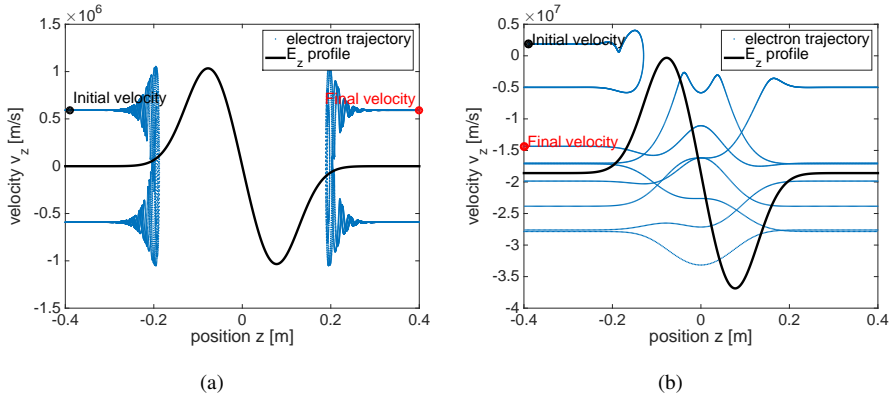 ×10^6
1.5
1
0.5
0
-0.5
-1
-1.5
-0.4 -0.2 0 0.2 0.4
velocity v_z [m/s]
position z [m]
electron trajectory
E_z profile
Initial velocity
Final velocity
(a)
×10^7
0.5
0
-0.5
-1
-1.5
-2
-2.5
-3
-3.5
-4
-0.4 -0.2 0 0.2 0.4
velocity v_z [m/s]
position z [m]
electron trajectory
E_z profile
Initial velocity
Final velocity
(b)